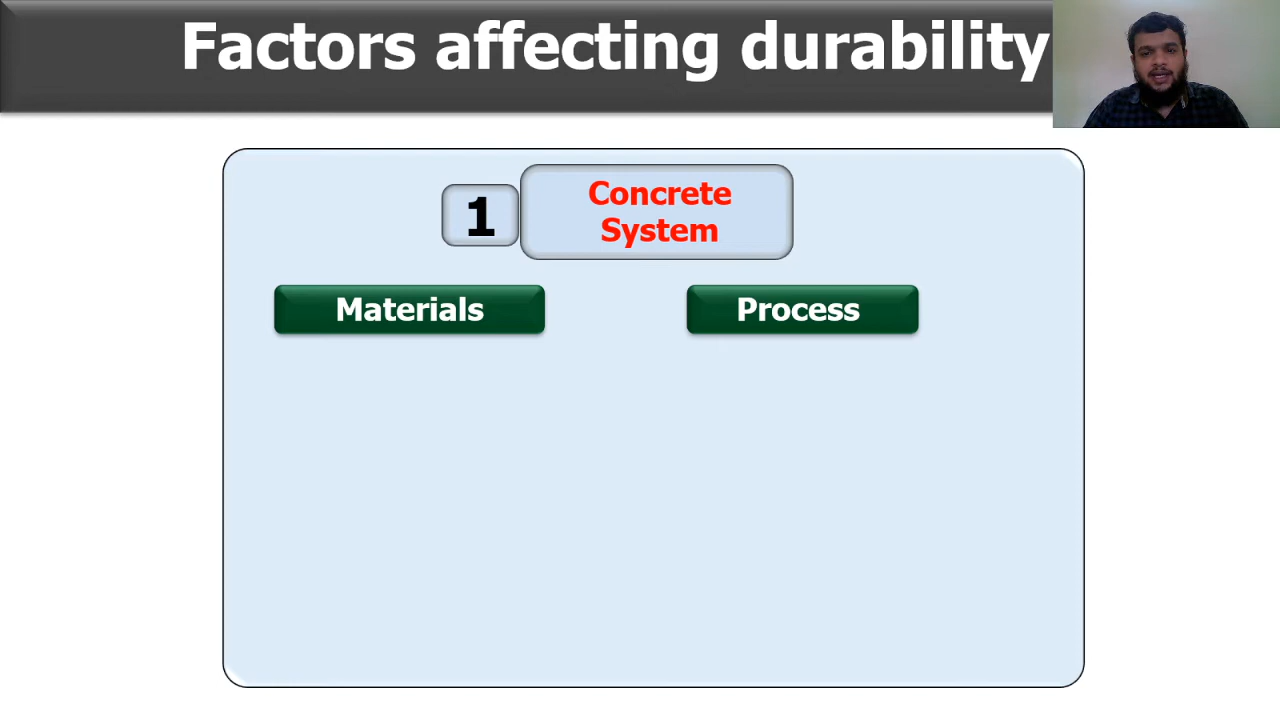 Factors affecting durability
1
Concrete
System
Materials
Process